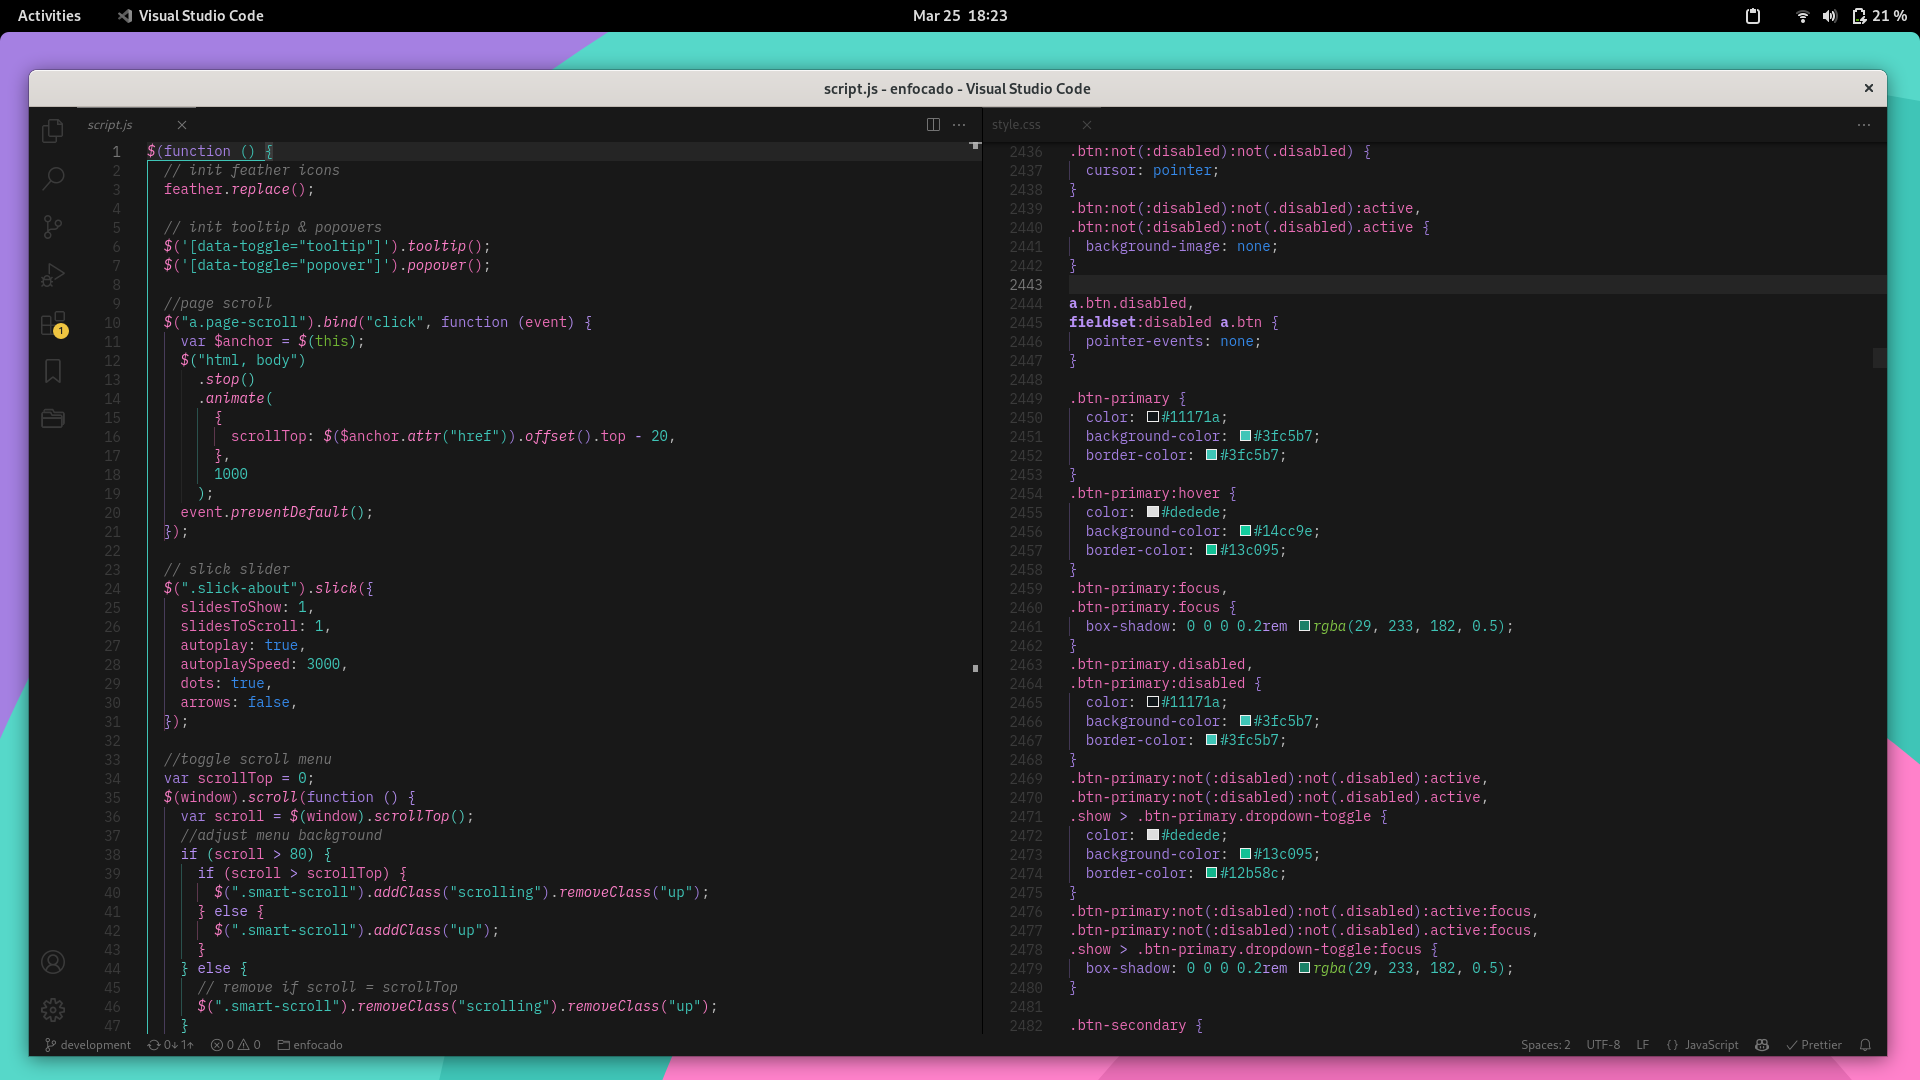 Activities
Visual Studio Code
Mar 25 18:23
21 %
script.js - enfocado - Visual Studio Code
script.js
1 $(function () {
2 // init feather icons
3 feather.replace();
4
5 // init tooltip & popovers
6 $('[data-toggle="tooltip"]').tooltip();
7 $('[data-toggle="popover"]').popover();
8
9 //page scroll
10 $("a.page-scroll").bind("click", function (event) {
11 var $anchor = $(this);
12 $("html, body")
13 .stop()
14 .animate(
15 {
16 scrollTop: $($anchor.attr("href")).offset().top - 20,
17 },
18 1000
19 );
20 event.preventDefault();
21 });
22
23 // slick slider
24 $(".slick-about").slick({
25 slidesToShow: 1,
26 slidesToScroll: 1,
27 autoplay: true,
28 autoplaySpeed: 3000,
29 dots: true,
30 arrows: false,
31 });
32
33 //toggle scroll menu
34 var scrollTop = 0;
35 $(window).scroll(function () {
36 var scroll = $(window).scrollTop();
37 //adjust menu background
38 if (scroll > 80) {
39 if (scroll > scrollTop) {
40 $(".smart-scroll").addClass("scrolling").removeClass("up");
41 } else {
42 $(".smart-scroll").addClass("up");
43 }
44 } else {
45 // remove if scroll = scrollTop
46 $(".smart-scroll").removeClass("scrolling").removeClass("up");
47 }
1
style.css
2436 .btn:not(:disabled):not(.disabled) {
2437 cursor: pointer;
2438 }
2439 .btn:not(:disabled):not(.disabled):active,
2440 .btn:not(:disabled):not(.disabled).active {
2441 background-image: none;
2442 }
2443
2444 a.btn.disabled,
2445 fieldset:disabled a.btn {
2446 pointer-events: none;
2447 }
2448
2449 .btn-primary {
2450 color: #11171a;
2451 background-color: #3fc5b7;
2452 border-color: #3fc5b7;
2453 }
2454 .btn-primary:hover {
2455 color: #dedede;
2456 background-color: #14cc9e;
2457 border-color: #13c095;
2458 }
2459 .btn-primary:focus,
2460 .btn-primary.focus {
2461 box-shadow: 0 0 0 0.2rem rgba(29, 233, 182, 0.5);
2462 }
2463 .btn-primary.disabled,
2464 .btn-primary:disabled {
2465 color: #11171a;
2466 background-color: #3fc5b7;
2467 border-color: #3fc5b7;
2468 }
2469 .btn-primary:not(:disabled):not(.disabled):active,
2470 .btn-primary:not(:disabled):not(.disabled).active,
2471 .show > .btn-primary.dropdown-toggle {
2472 color: #dedede;
2473 background-color: #13c095;
2474 border-color: #12b58c;
2475 }
2476 .btn-primary:not(:disabled):not(.disabled):active:focus,
2477 .btn-primary:not(:disabled):not(.disabled).active:focus,
2478 .show > .btn-primary.dropdown-toggle:focus {
2479 box-shadow: 0 0 0 0.2rem rgba(29, 233, 182, 0.5);
2480 }
2481
2482 .btn-secondary {
development 0↓ 1↑ 0 0 enfocado
Spaces: 2 UTF-8 LF {} JavaScript Prettier